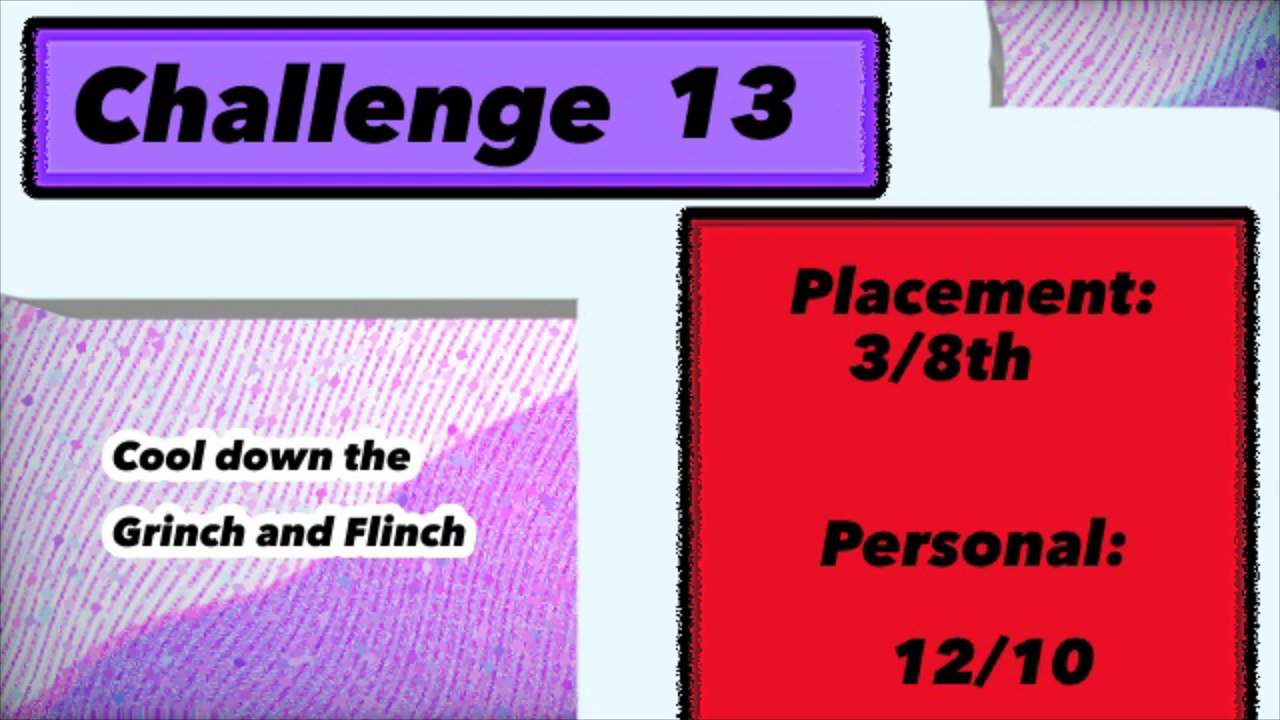 Challenge 13
Placement:
3/8th
Cool down the
Grinch and Flinch
Personal:
12/10